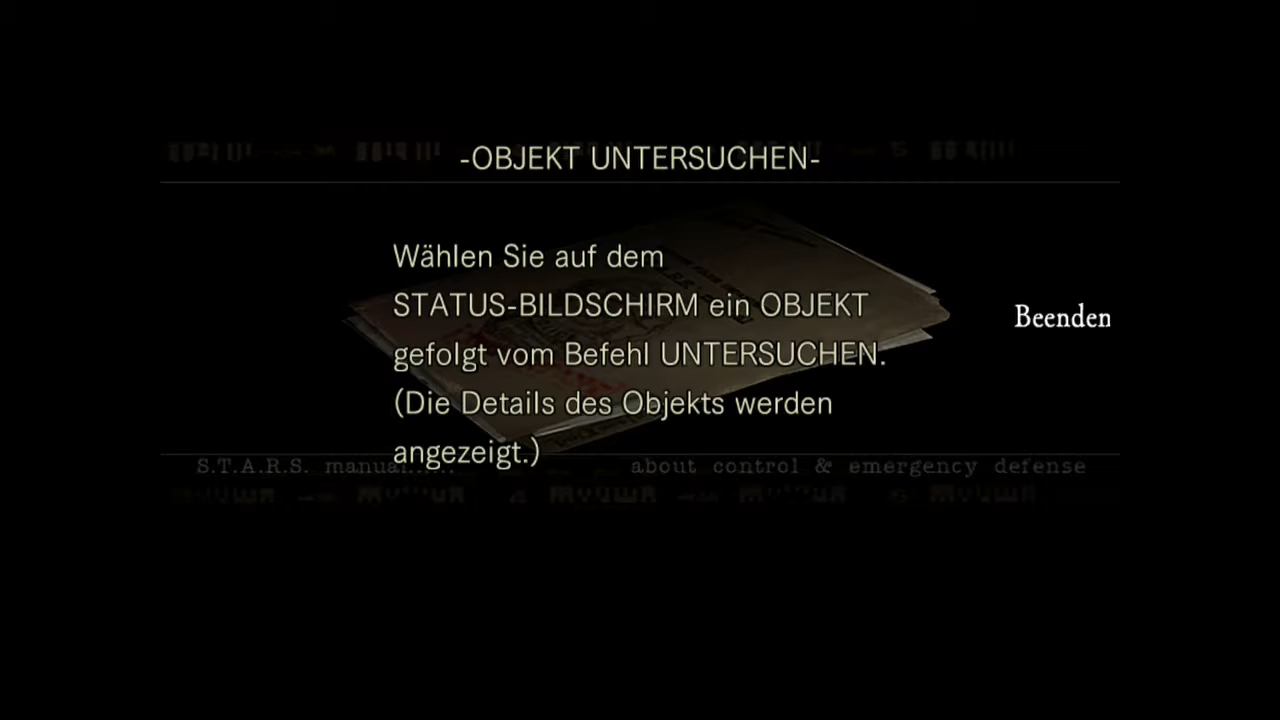 -OBJEKT UNTERSUCHEN-
Wählen Sie auf dem
STATUS-BILDSCHIRM ein OBJEKT
gefolgt vom Befehl UNTERSUCHEN.
(Die Details des Objekts werden
angezeigt.)
Beenden
S.T.A.R.S. manual...... about control & emergency defense